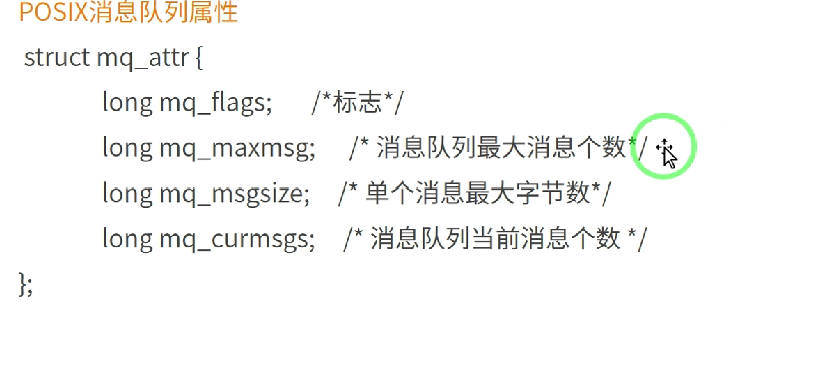 POSIX消息队列属性
struct mq_attr {
long mq_flags; /*标志*/
long mq_maxmsg; /* 消息队列最大消息个数*/
long mq_msgsize; /* 单个消息最大字节数*/
long mq_curmsgs; /* 消息队列当前消息个数 */
};